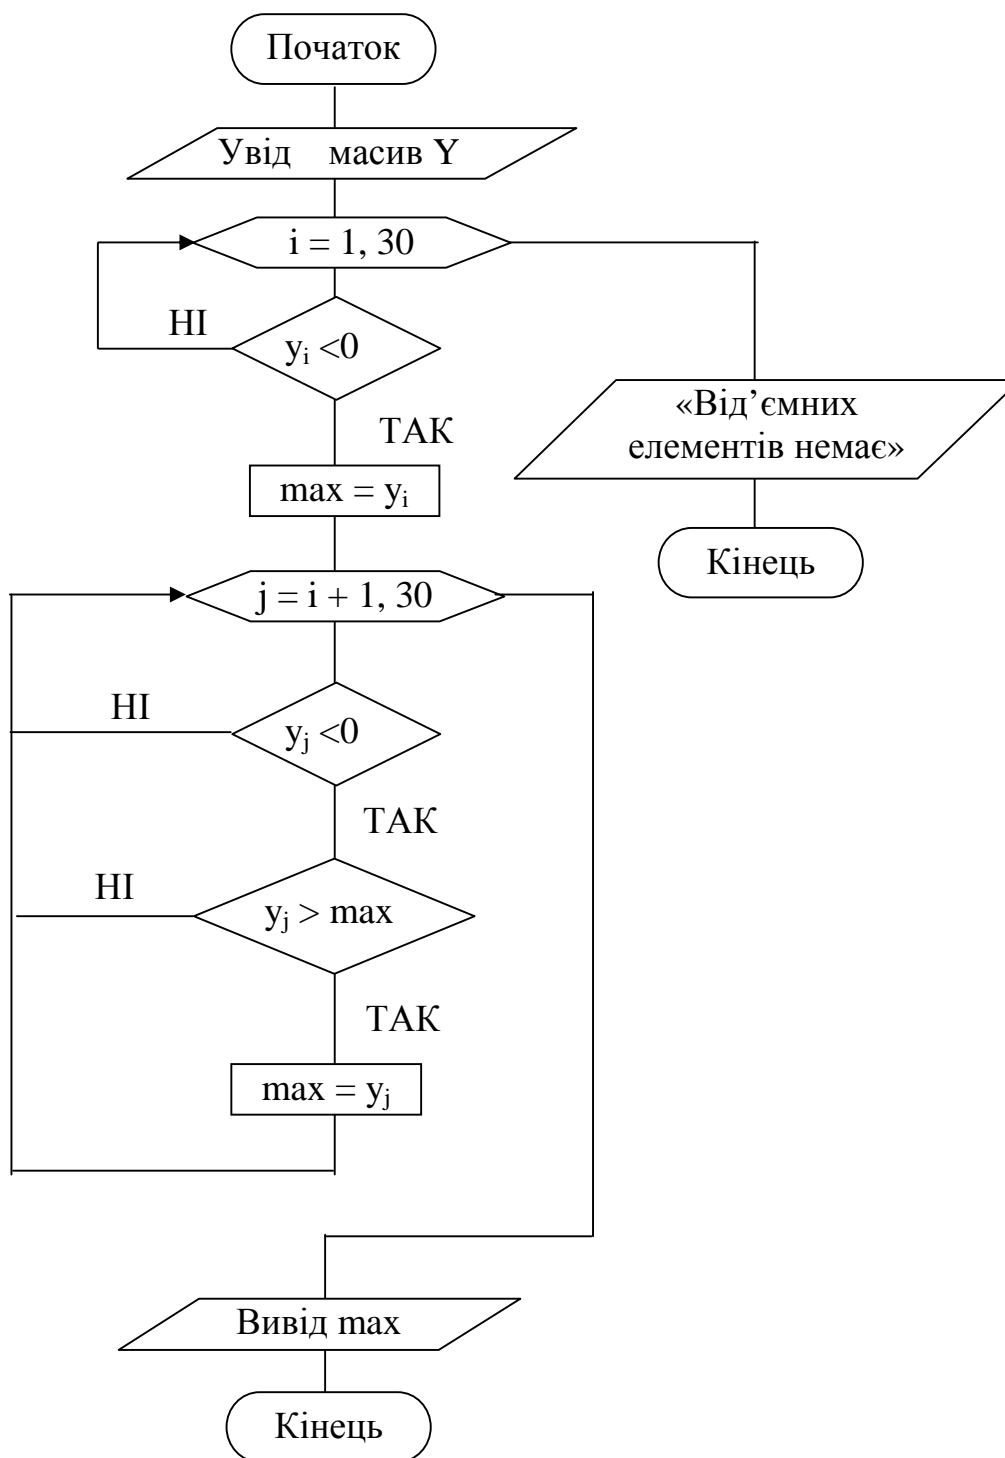 Початок
Увід масив Y
i = 1, 30
НІ
yi <0
ТАК
«Від’ємних
елементів немає»
max = yi
Кінець
j = i + 1, 30
НІ
yj <0
ТАК
НІ
yj > max
ТАК
max = yj
Вивід max
Кінець